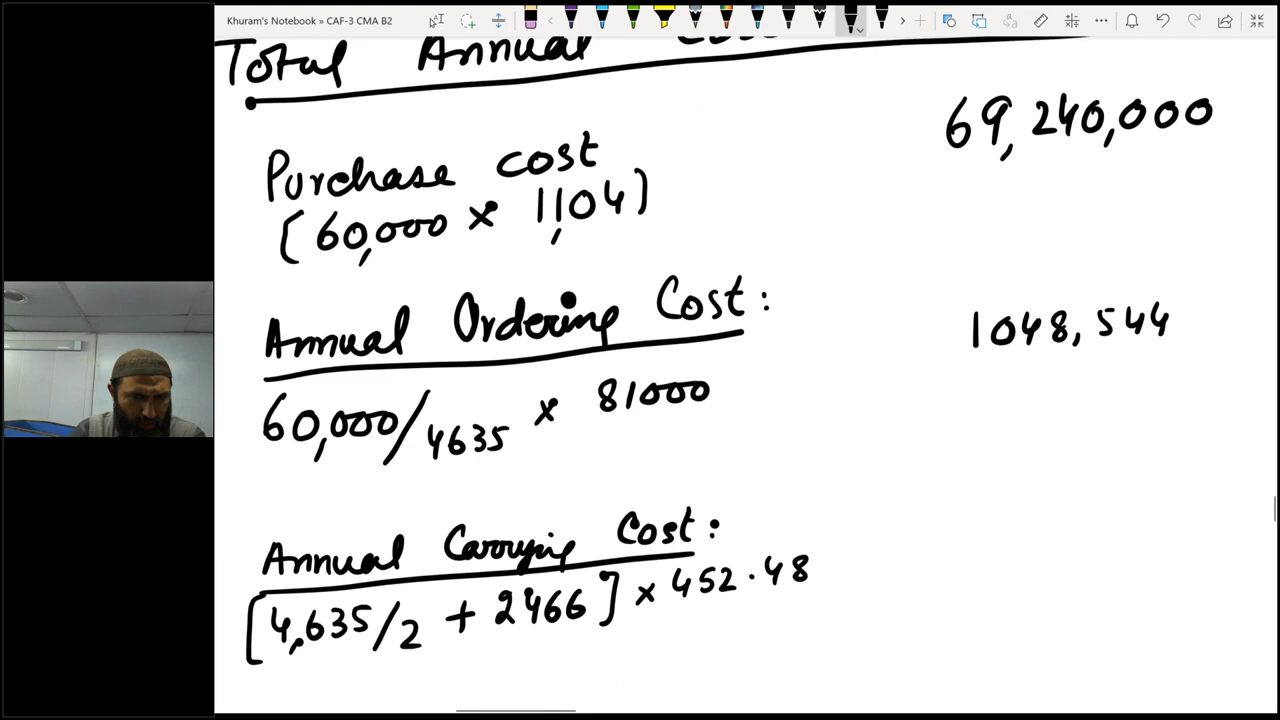 Khuram's Notebook » CAF-3 CMA B2
Total Annual Cost
69,240,000
Purchase cost
(60,000 × 1,104)
Annual Ordering Cost:
1048,544
60,000/4635 × 81000
Annual Carrying Cost:
[4,635/2 + 2466] × 452.48